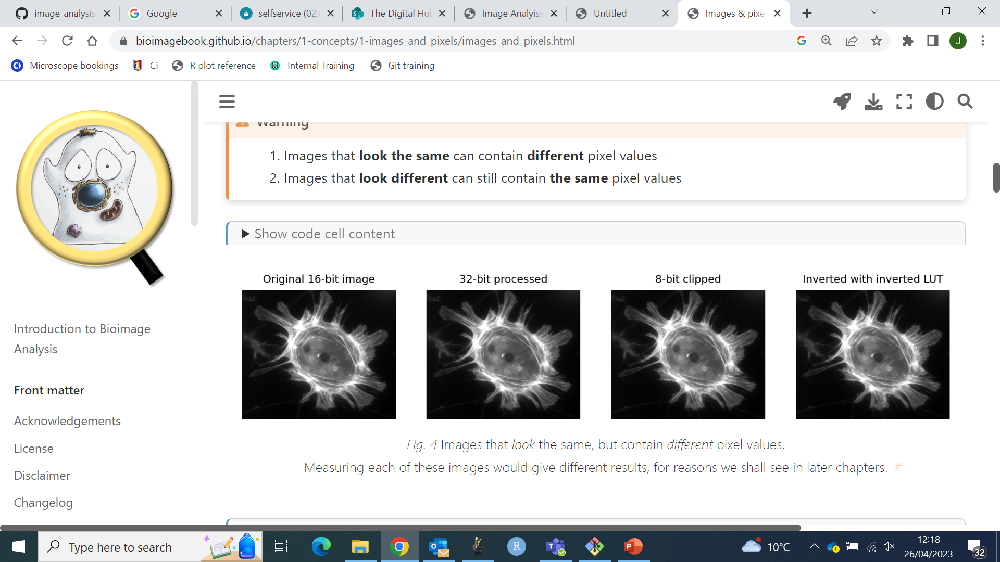 image-analysis
Google
selfservice (02.
The Digital Hu
Image Analyisis
Untitled
Images & pixel
bioimagebook.github.io/chapters/1-concepts/1-images_and_pixels/images_and_pixels.html
J
Microscope bookings
Ci
R plot reference
Internal Training
Git training
Warning
1. Images that look the same can contain different pixel values
2. Images that look different can still contain the same pixel values
Show code cell content
Original 16-bit image
32-bit processed
8-bit clipped
Inverted with inverted LUT
Fig. 4 Images that look the same, but contain different pixel values.
Measuring each of these images would give different results, for reasons we shall see in later chapters. #
Introduction to Bioimage
Analysis
Front matter
Acknowledgements
License
Disclaimer
Changelog
Type here to search
10°C
12:18
26/04/2023
32